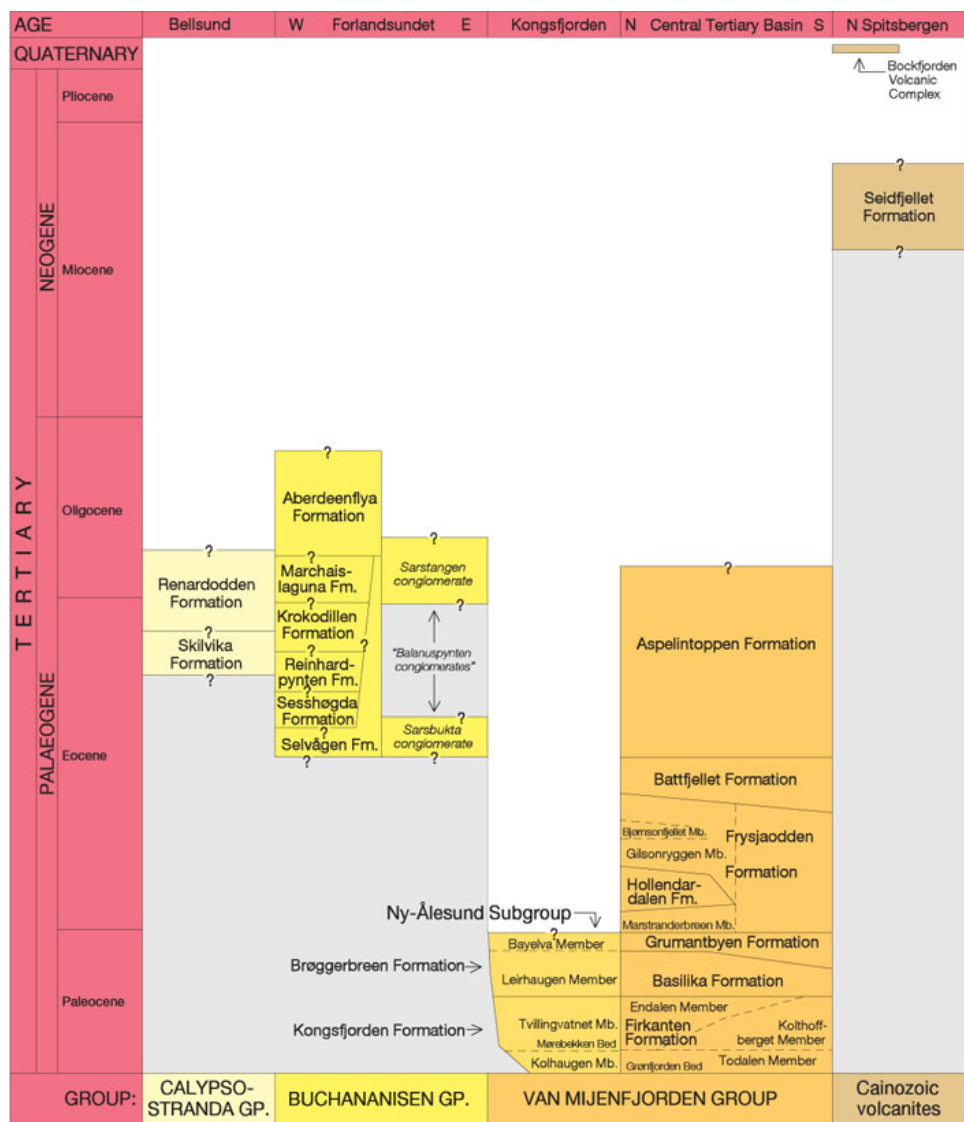 AGE
Bellsund
W Forlandsundet E
Kongsfjorden
N Central Tertiary Basin S
N Spitsbergen
QUATERNARY
Bockfjorden
Volcanic
Complex
TERTIARY
NEOGENE
PALAEOGENE
Pliocene
Miocene
Oligocene
Eocene
Paleocene
?
Seidfjellet
Formation
?
?
Renardodden
Formation
?
Skilvika
Formation
?
?
Aberdeenflya
Formation
?
Marchais-
laguna Fm.
?
Krokodillen
Formation
?
?
Reinhard-
pynten Fm.
?
Sesshøgda
Formation
?
Selvågen Fm.
?
?
Sarstangen
conglomerate
?
"Balanuspynten
conglomerates"
?
Sarsbukta
conglomerate
?
Ny-Ålesund Subgroup
Brøggerbreen Formation
Kongsfjorden Formation
?
Bayelva Member
Leirhaugen Member
Tvillingvatnet Mb.
Mørebekken Bed
Kolhaugen Mb.
?
Aspelintoppen Formation
Battfjellet Formation
Bjørnsonfjellet Mb.
Frysjaodden
Formation
Gilsonryggen Mb.
Hollendar-
dalen Fm.
Marstranderbreen Mb.
Grumantbyen Formation
Basilika Formation
Endalen Member
Firkanten
Formation
Kolthoff-
berget Member
Grønfjorden Bed
Todalen Member
GROUP:
CALYPSO-
STRANDA GP.
BUCHANANISEN GP.
VAN MIJENFJORDEN GROUP
Cainozoic
volcanites